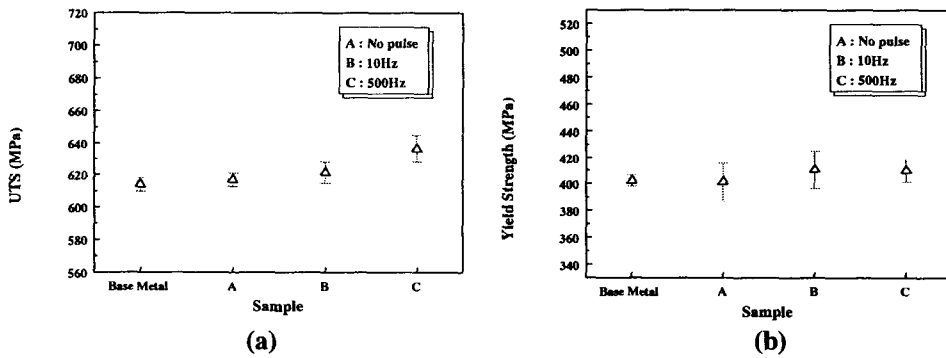 720
700
680
660
640
620
600
580
560
UTS (MPa)
A : No pulse
B : 10Hz
C : 500Hz
Base Metal A B C
Sample
(a)
520
500
480
460
440
420
400
380
360
340
Yield Strength (MPa)
A : No pulse
B : 10Hz
C : 500Hz
Base Metal A B C
Sample
(b)